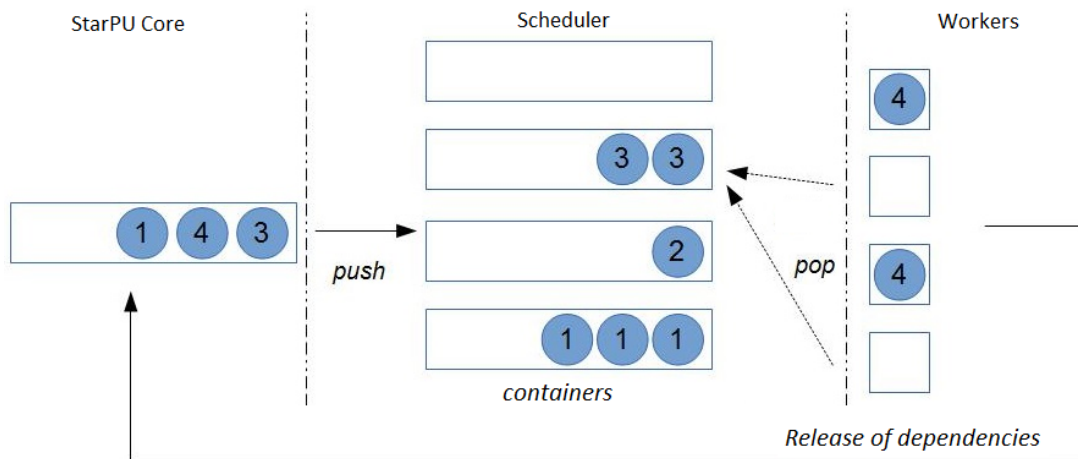 StarPU Core
Scheduler
Workers
4
3 3
1 4 3
push
2
pop
4
1 1 1
containers
Release of dependencies